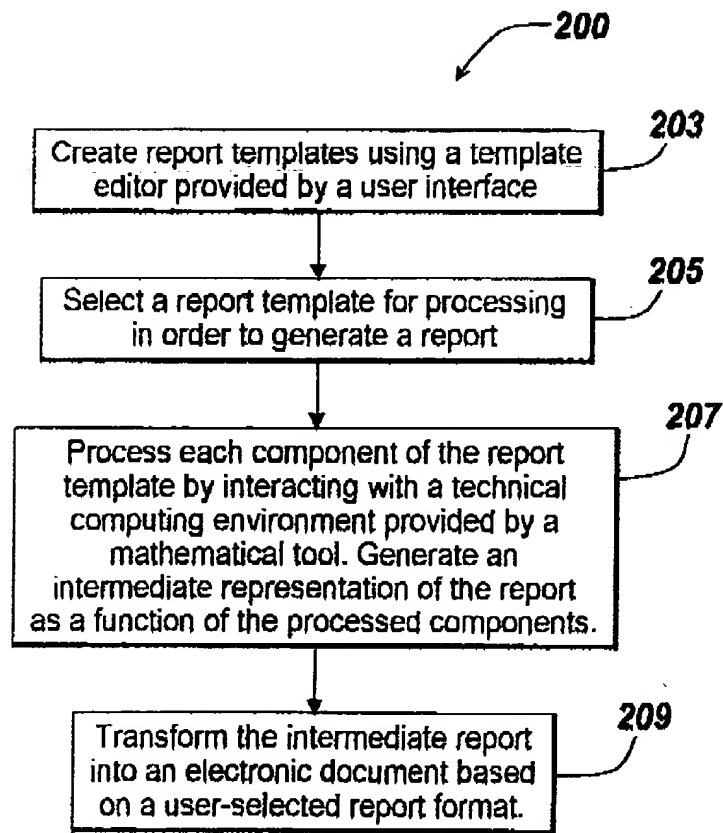 200
203
Create report templates using a template
editor provided by a user interface
205
Select a report template for processing
in order to generate a report
207
Process each component of the report
template by interacting with a technical
computing environment provided by a
mathematical tool. Generate an
intermediate representation of the report
as a function of the processed components.
209
Transform the intermediate report
into an electronic document based
on a user-selected report format.